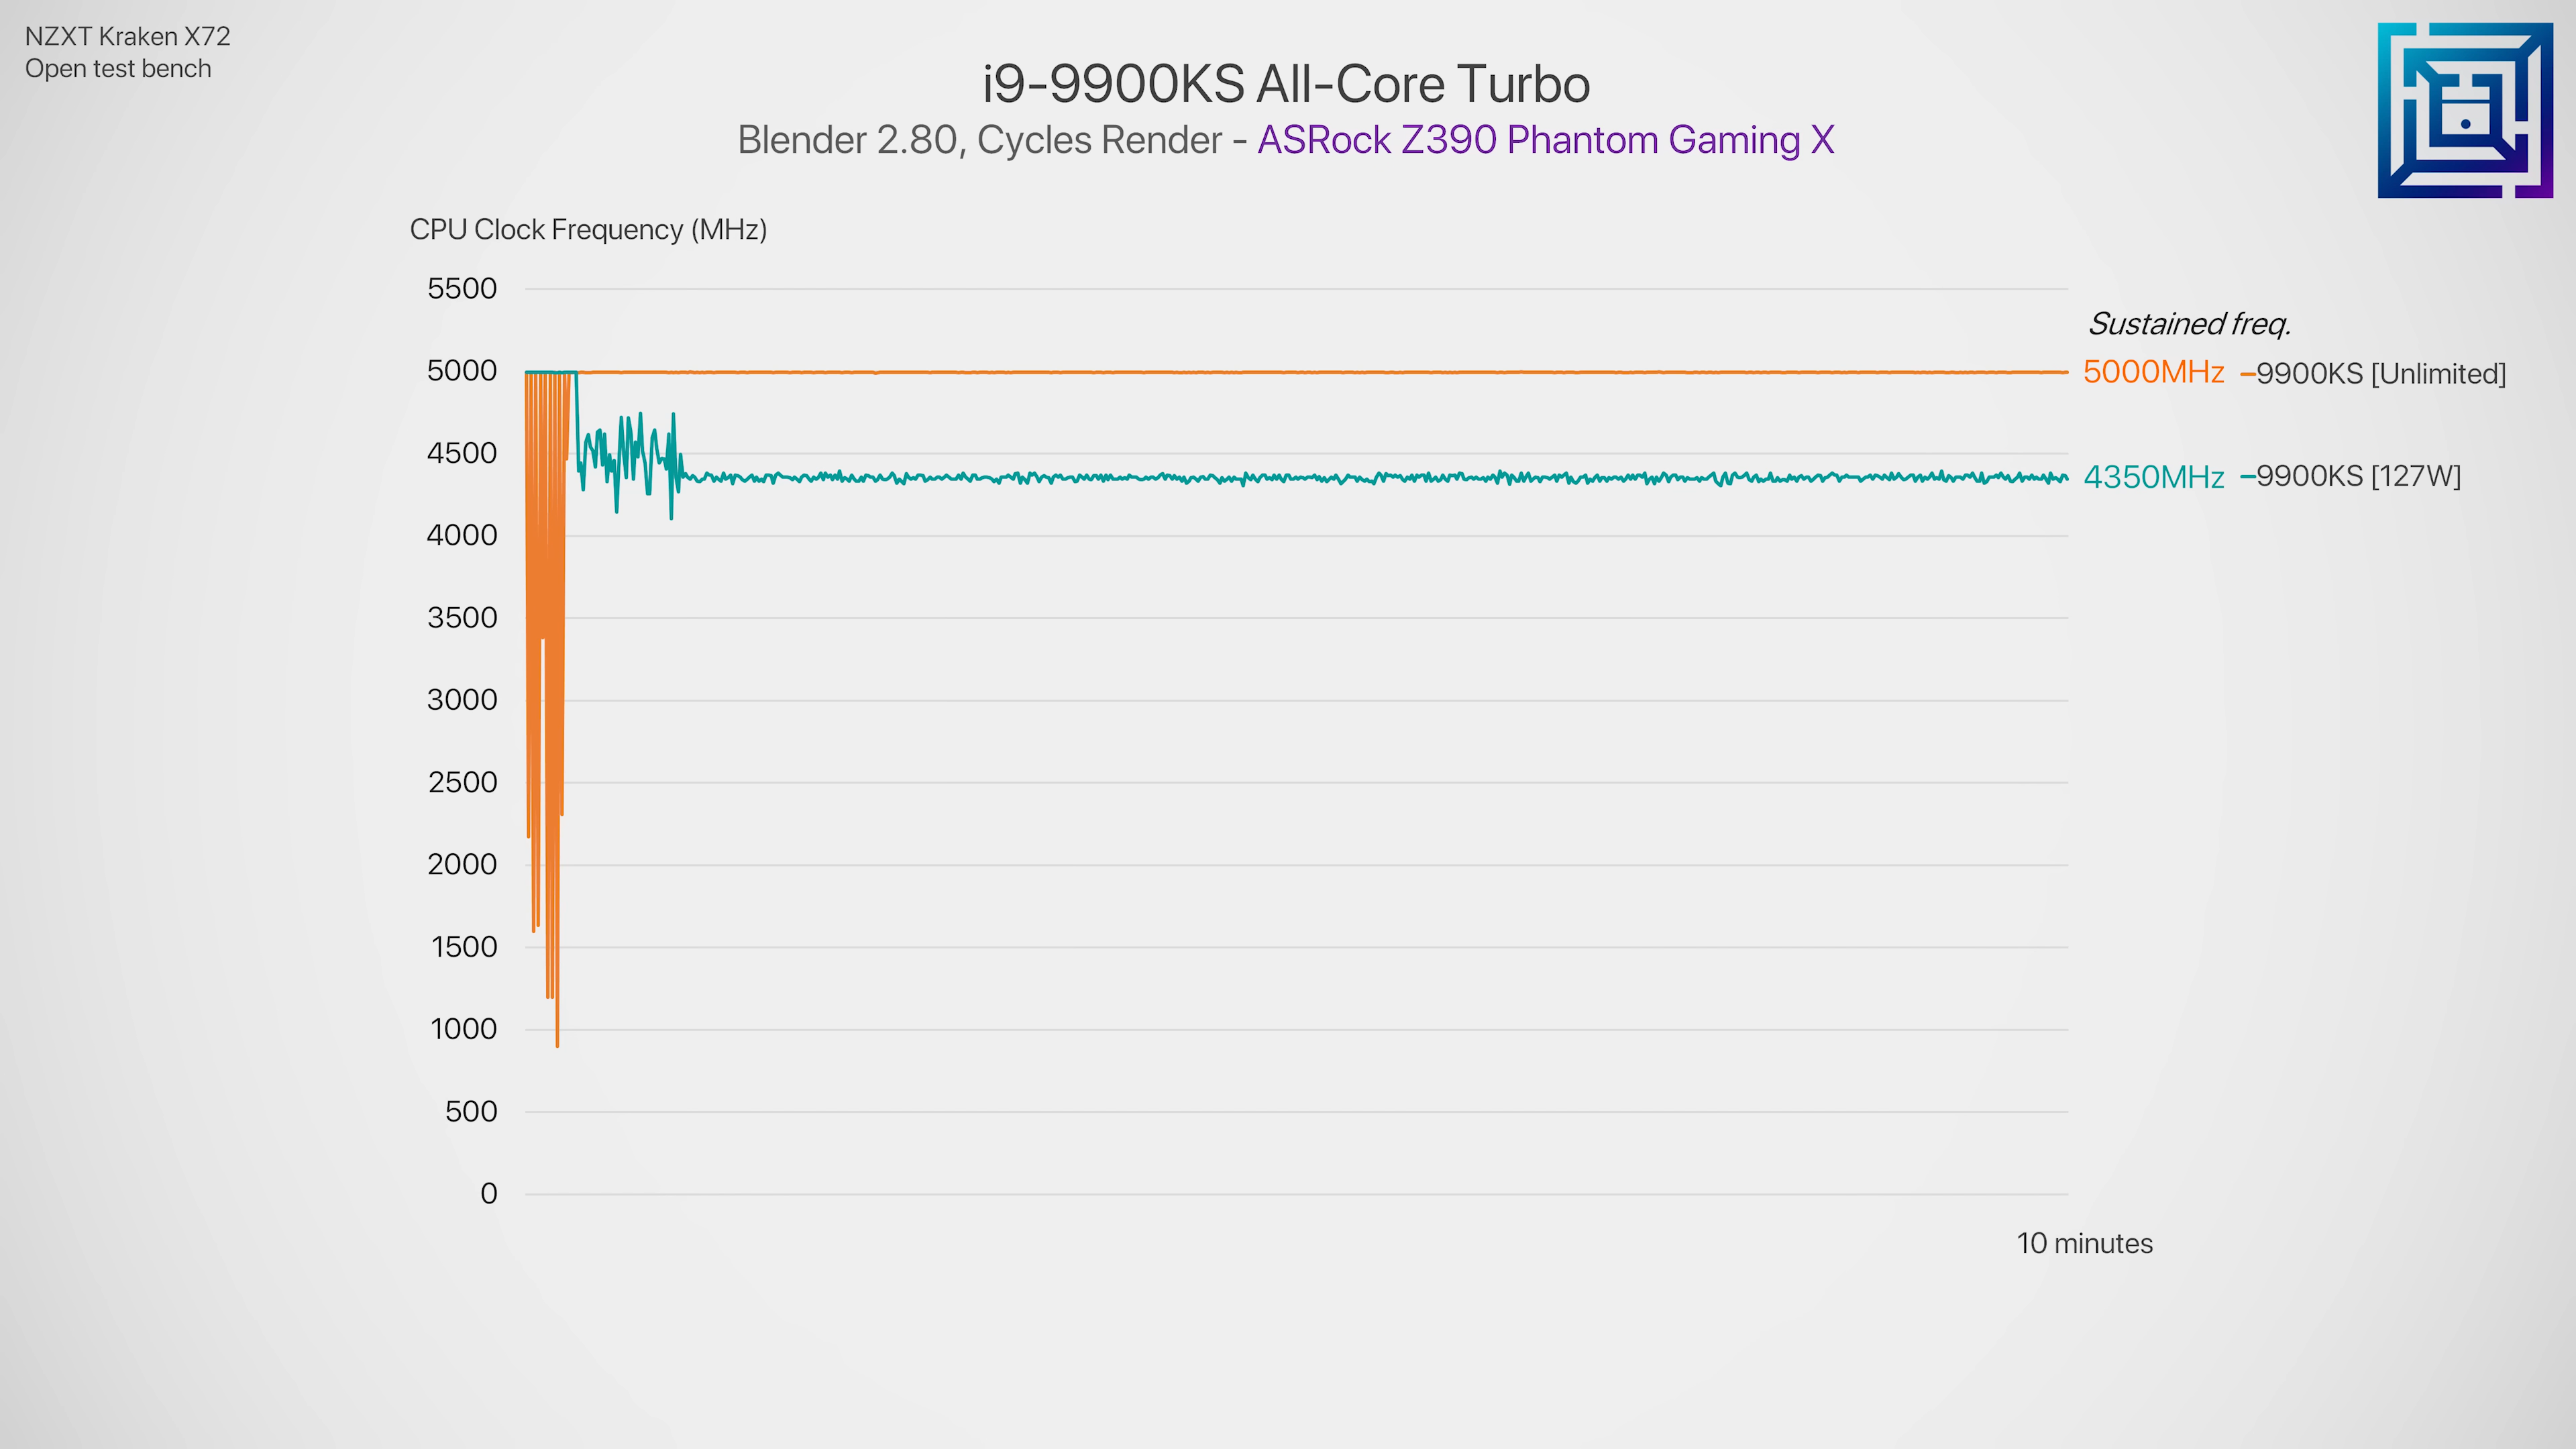 NZXT Kraken X72
Open test bench
i9-9900KS All-Core Turbo
Blender 2.80, Cycles Render - ASRock Z390 Phantom Gaming X
CPU Clock Frequency (MHz)
5500
Sustained freq.
5000
5000MHz –9900KS [Unlimited]
4500
4350MHz –9900KS [127W]
4000
3500
3000
2500
2000
1500
1000
500
0
10 minutes